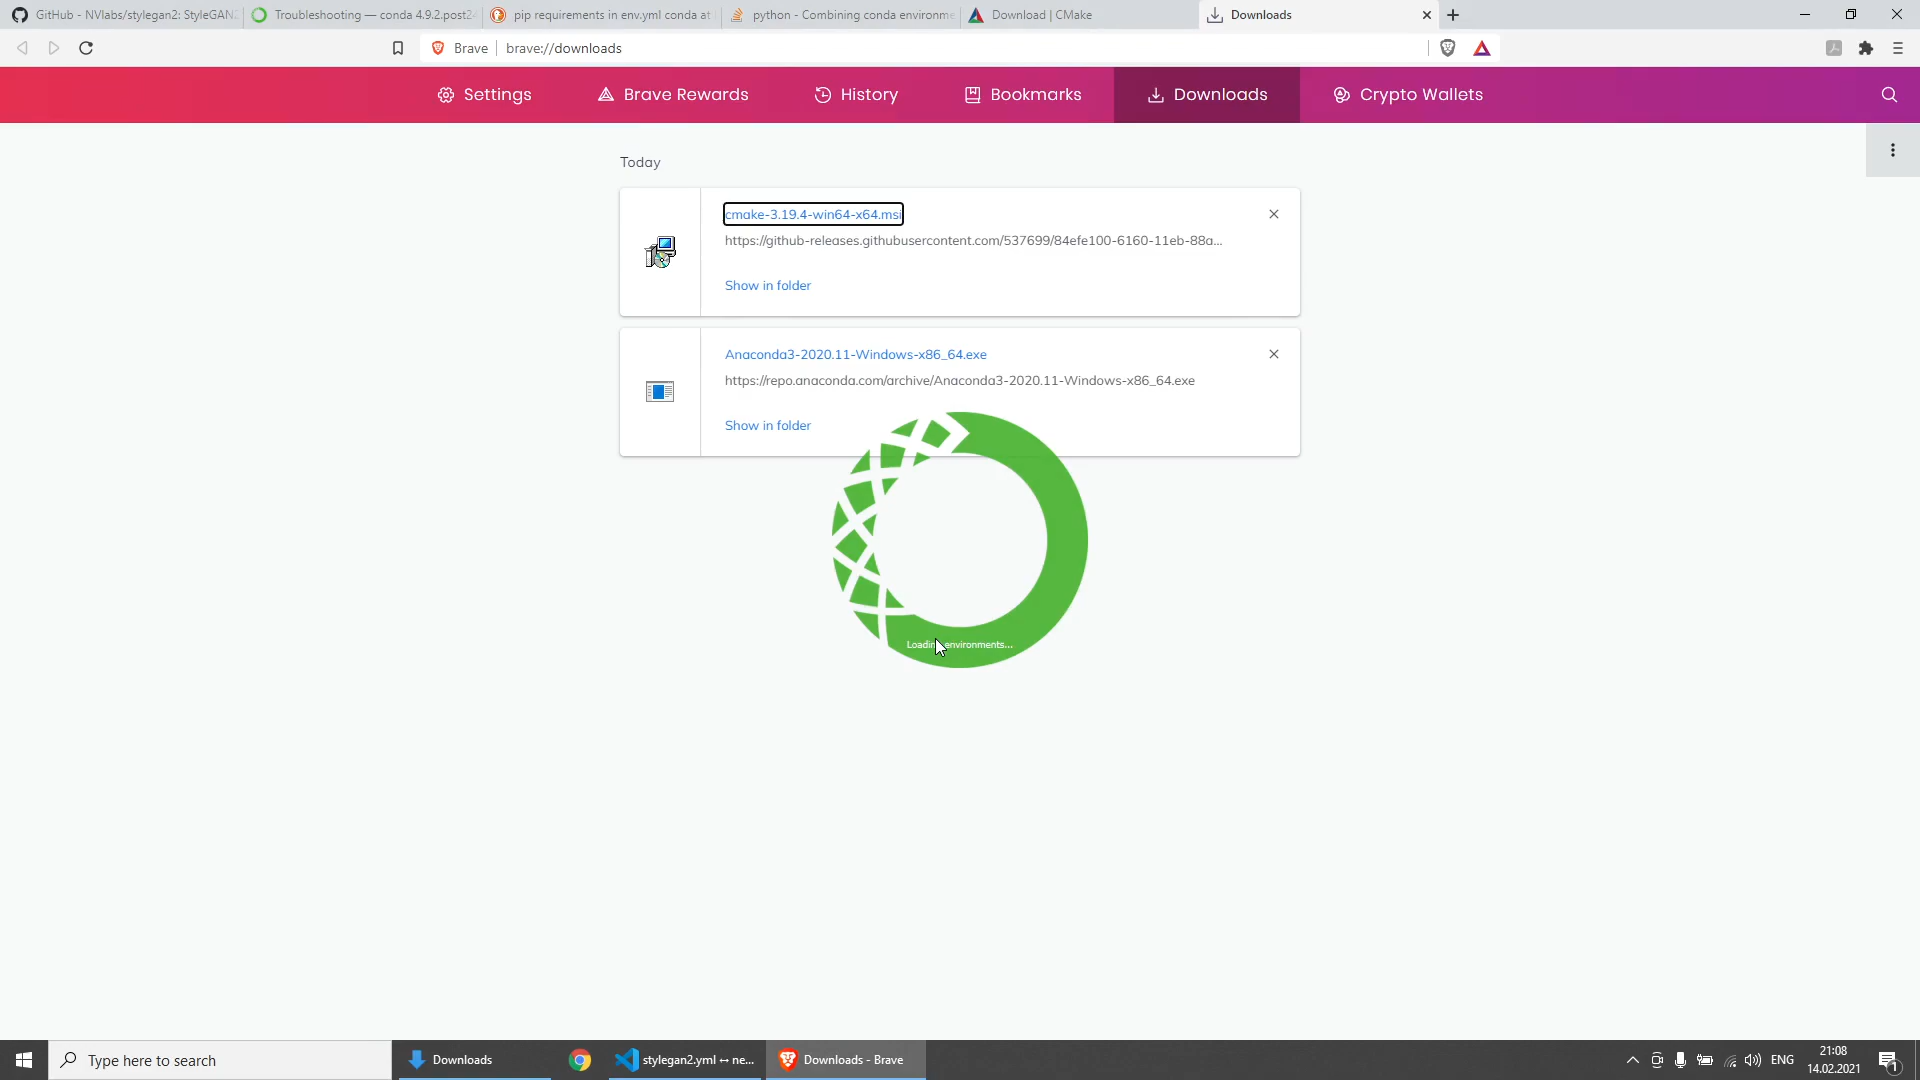 GitHub - NVlabs/stylegan2: StyleGAN
Troubleshooting — conda 4.9.2.post2
pip requirements in env.yml conda at
python - Combining conda environme
Download | CMake
Downloads
Brave
brave://downloads
Settings
Brave Rewards
History
Bookmarks
Downloads
Crypto Wallets
Today
cmake-3.19.4-win64-x64.msi
https://github-releases.githubusercontent.com/537699/84efe100-6160-11eb-88a...
Show in folder
Anaconda3-2020.11-Windows-x86_64.exe
https://repo.anaconda.com/archive/Anaconda3-2020.11-Windows-x86_64.exe
Show in folder
Loading environments...
Type here to search
Downloads
stylegan2.yml ↔ ne...
Downloads - Brave
ENG
21:08
14.02.2021
1